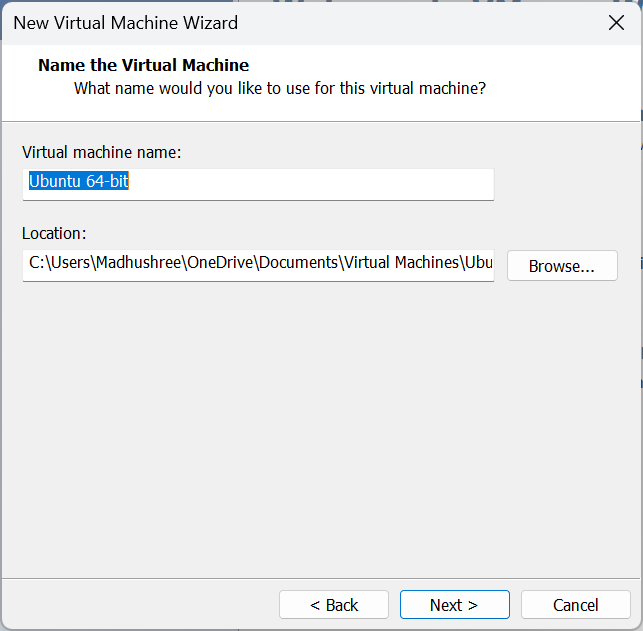 New Virtual Machine Wizard
Name the Virtual Machine
What name would you like to use for this virtual machine?
Virtual machine name:
Ubuntu 64-bit
Location:
C:\Users\Madhushree\OneDrive\Documents\Virtual Machines\Ubu
Browse...
< Back
Next >
Cancel